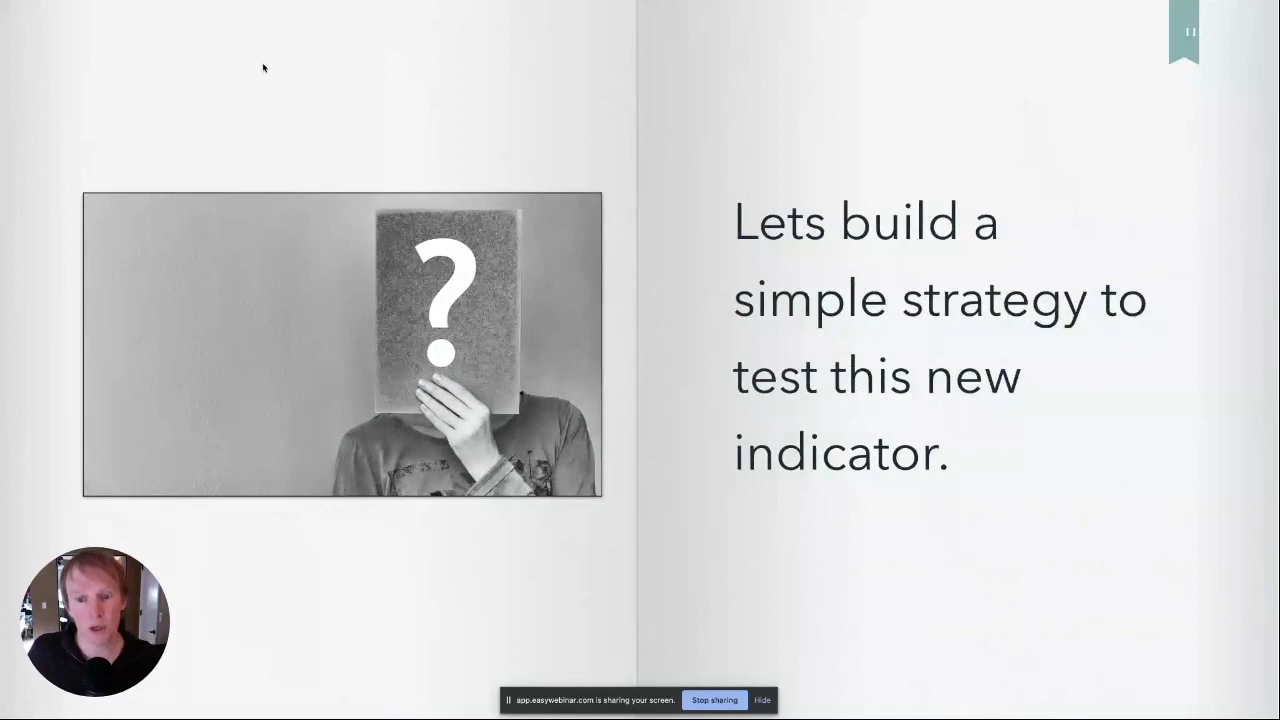 11
?
Lets build a
simple strategy to
test this new
indicator.
app.easywebinar.com is sharing your screen.
Stop sharing
Hide